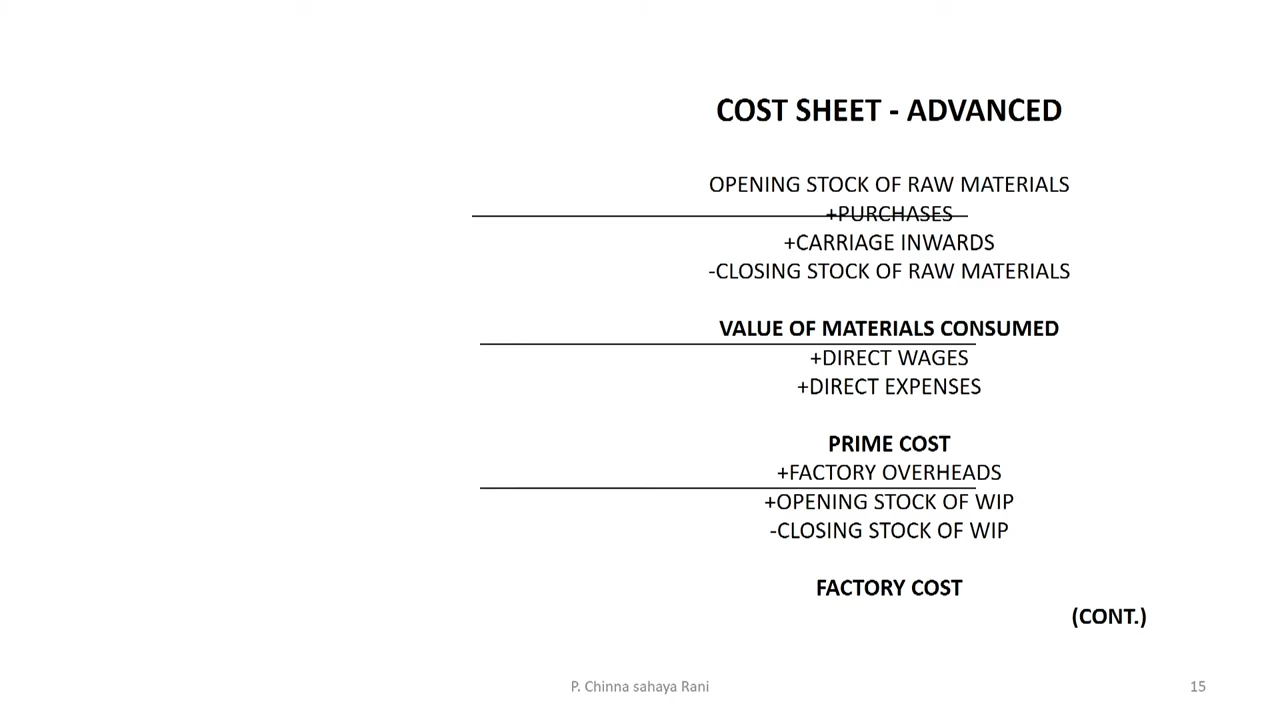 COST SHEET - ADVANCED
OPENING STOCK OF RAW MATERIALS
+PURCHASES
+CARRIAGE INWARDS
-CLOSING STOCK OF RAW MATERIALS
VALUE OF MATERIALS CONSUMED
+DIRECT WAGES
+DIRECT EXPENSES
PRIME COST
+FACTORY OVERHEADS
+OPENING STOCK OF WIP
-CLOSING STOCK OF WIP
FACTORY COST
(CONT.)
P. Chinna sahaya Rani
15